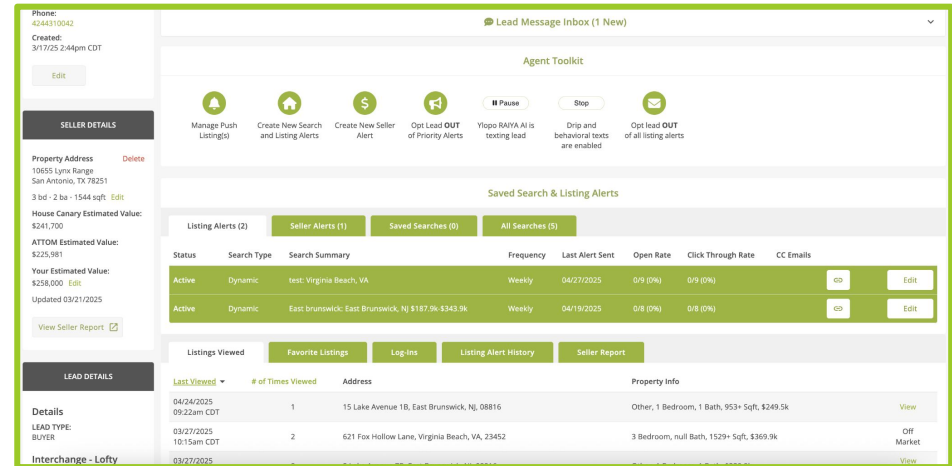 Phone:
4244310042
Created:
3/17/25 2:44pm CDT
Edit
SELLER DETAILS
Property Address Delete
10655 Lynx Range
San Antonio, TX 78251
3 bd - 2 ba - 1544 sqft Edit
House Canary Estimated Value:
$241,700
ATTOM Estimated Value:
$225,981
Your Estimated Value:
$258,000 Edit
Updated 03/21/2025
View Seller Report
LEAD DETAILS
Details
LEAD TYPE:
BUYER
Interchange - Lofty
Lead Message Inbox (1 New)
Agent Toolkit
Manage Push Listing(s)
Create New Search and Listing Alerts
Create New Seller Alert
Opt Lead OUT of Priority Alerts
Pause
Ylopo RAIYA AI is texting lead
Stop
Drip and behavioral texts are enabled
Opt lead OUT of all listing alerts
Saved Search & Listing Alerts
Listing Alerts (2) Seller Alerts (1) Saved Searches (0) All Searches (5)
Status Search Type Search Summary Frequency Last Alert Sent Open Rate Click Through Rate CC Emails
Active Dynamic test: Virginia Beach, VA Weekly 04/27/2025 0/9 (0%) 0/9 (0%) Edit
Active Dynamic East brunswick: East Brunswick, NJ $187.9k-$343.9k Weekly 04/19/2025 0/8 (0%) 0/8 (0%) Edit
Listings Viewed Favorite Listings Log-Ins Listing Alert History Seller Report
Last Viewed # of Times Viewed Address Property Info
04/24/2025 09:22am CDT 1 15 Lake Avenue 1B, East Brunswick, NJ, 08816 Other, 1 Bedroom, 1 Bath, 953+ Sqft, $249.5k View
03/27/2025 10:15am CDT 2 621 Fox Hollow Lane, Virginia Beach, VA, 23452 3 Bedroom, null Bath, 1529+ Sqft, $369.9k Off Market
03/27/2025 View